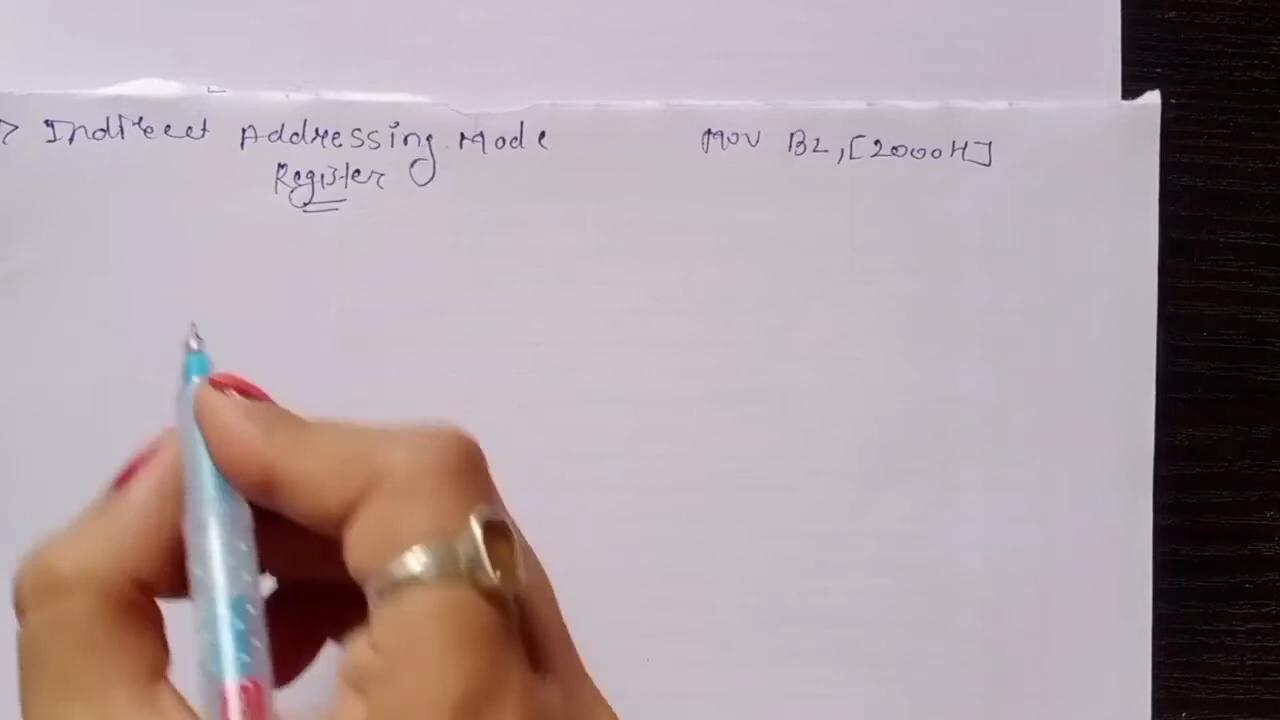 > Indirect Addressing Mode MOV BL,[2000H]
Register